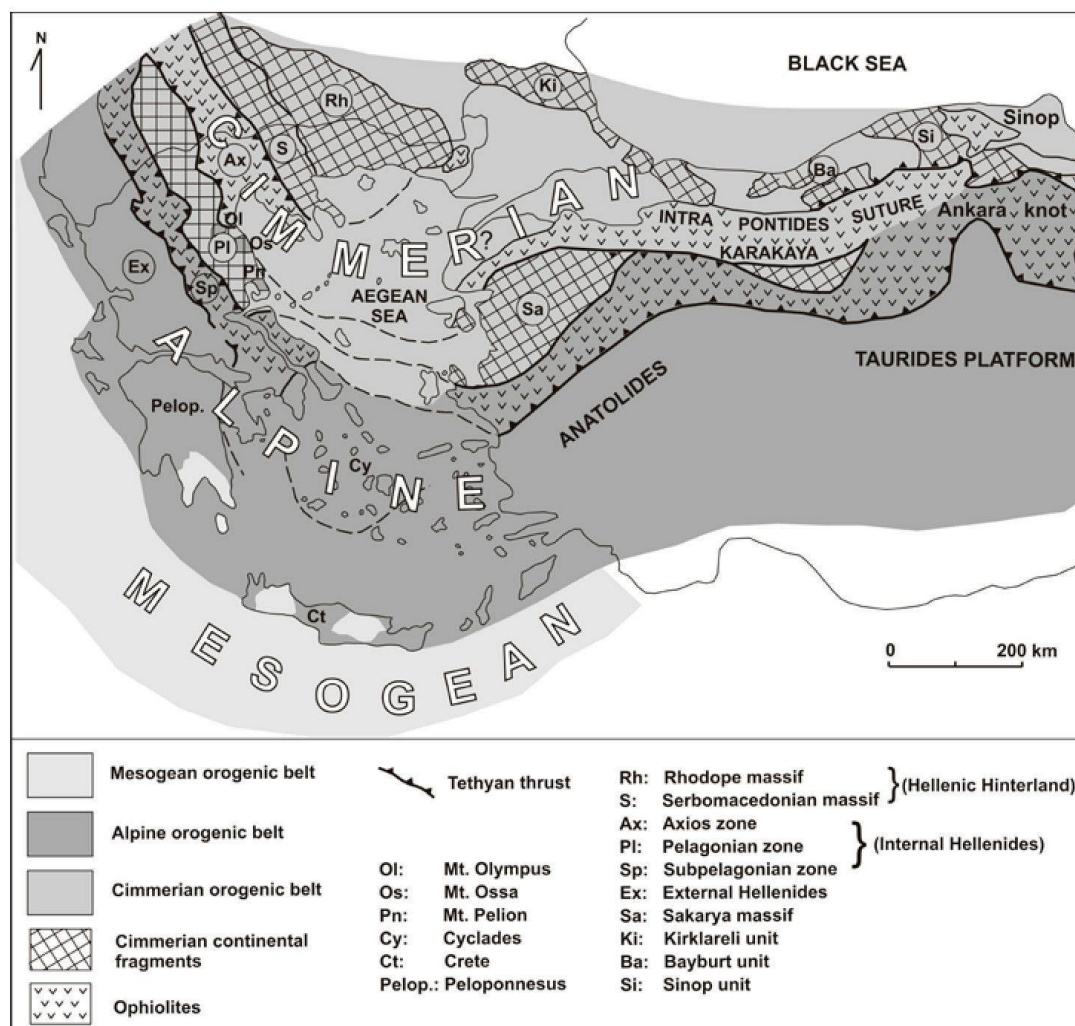 N
BLACK SEA
Ki
Rh
Sinop
Si
S
Ax
Ba
CIMMERIAN
INTRA PONTIDES SUTURE
Ankara knot
Ol
Pl
Os
?
KARAKAYA
Ex
Pn
Sp
AEGEAN
SEA
Sa
TAURIDES PLATFORM
ANATOLIDES
Pelop.
ALPINE
Cy
Ct
MESOGEAN
0 200 km
Mesogean orogenic belt
Alpine orogenic belt
Cimmerian orogenic belt
Cimmerian continental
fragments
Ophiolites
Tethyan thrust
Ol: Mt. Olympus
Os: Mt. Ossa
Pn: Mt. Pelion
Cy: Cyclades
Ct: Crete
Pelop.: Peloponnesus
Rh: Rhodope massif
S: Serbomacedonian massif
(Hellenic Hinterland)
Ax: Axios zone
Pl: Pelagonian zone
Sp: Subpelagonian zone
(Internal Hellenides)
Ex: External Hellenides
Sa: Sakarya massif
Ki: Kirklareli unit
Ba: Bayburt unit
Si: Sinop unit